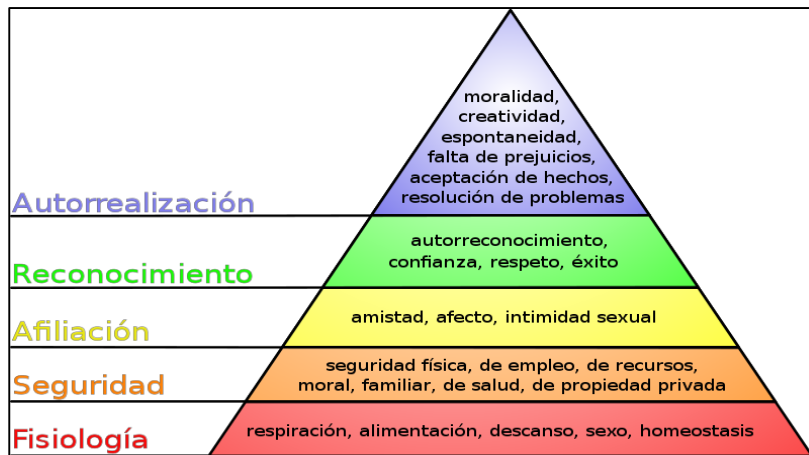 moralidad,
creatividad,
espontaneidad,
falta de prejuicios,
aceptación de hechos,
resolución de problemas
Autorrealización
autorreconocimiento,
confianza, respeto, éxito
Reconocimiento
amistad, afecto, intimidad sexual
Afiliación
seguridad física, de empleo, de recursos,
moral, familiar, de salud, de propiedad privada
Seguridad
respiración, alimentación, descanso, sexo, homeostasis
Fisiología